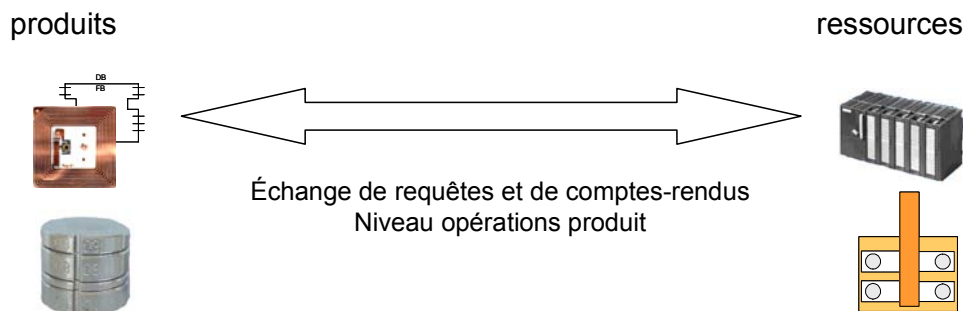 produits
ressources
DB
FB
Échange de requêtes et de comptes-rendus
Niveau opérations produit